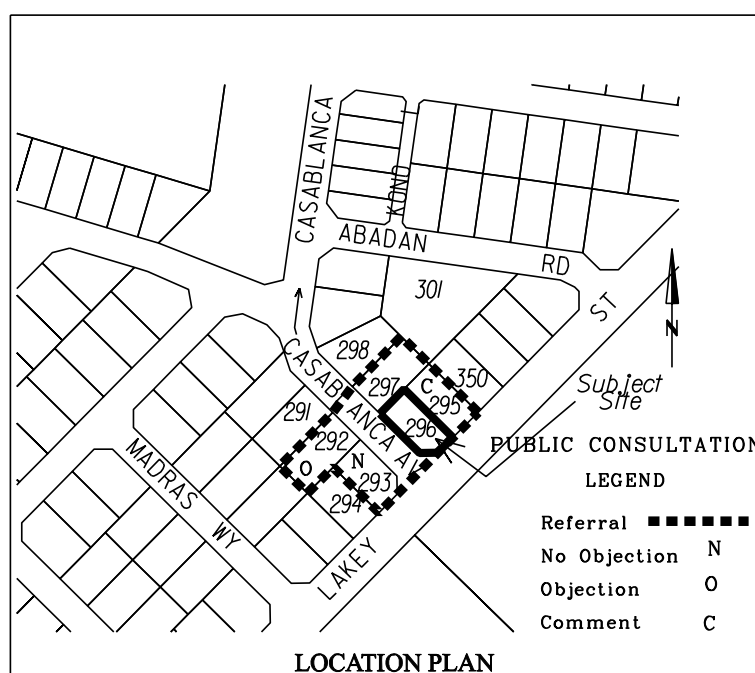 CASABLANCA
KOND
ABADAN
RD
301
ST
N
298
CASABLANCA AV
297
C
350
295
Subject
Site
291
296
292
PUBLIC CONSULTATION
LEGEND
MADRAS WY
O
N
293
294
LAKEY
Referral
No Objection N
Objection O
Comment C
LOCATION PLAN